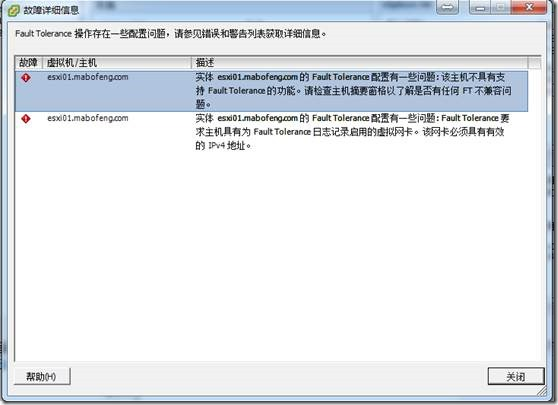 故障详细信息
Fault Tolerance 操作存在一些配置问题，请参见错误和警告列表获取详细信息。
故障 虚拟机/主机 描述
esxi01.mabofeng.com 实体 esxi01.mabofeng.com 的 Fault Tolerance 配置有一些问题: 该主机不具有支
持 Fault Tolerance 的功能。请检查主机摘要窗格以了解是否有任何 FT 不兼容问
题。
esxi01.mabofeng.com 实体 esxi01.mabofeng.com 的 Fault Tolerance 配置有一些问题: Fault Tolerance 要
求主机具有为 Fault Tolerance 日志记录启用的虚拟网卡。该网卡必须具有有效
的 IPv4 地址。
帮助(H) 关闭